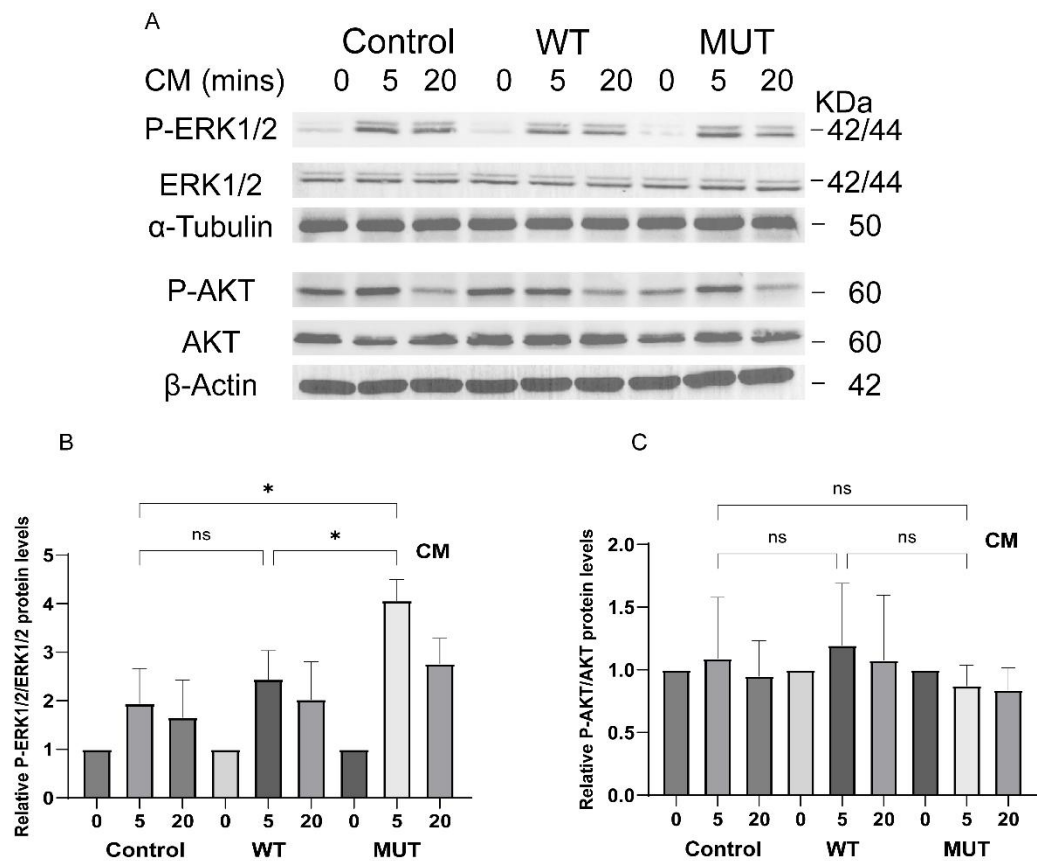 A
Control WT MUT
CM (mins) 0 5 20 0 5 20 0 5 20
KDa
P-ERK1/2 42/44
ERK1/2 42/44
α-Tubulin 50
P-AKT 60
AKT 60
β-Actin 42
B
*
ns *
CM
Relative P-ERK1/2/ERK1/2 protein levels
5
4
3
2
1
0
0 5 20 0 5 20 0 5 20
Control WT MUT
C
ns
ns ns
CM
Relative P-AKT/AKT protein levels
2.0
1.5
1.0
0.5
0.0
0 5 20 0 5 20 0 5 20
Control WT MUT